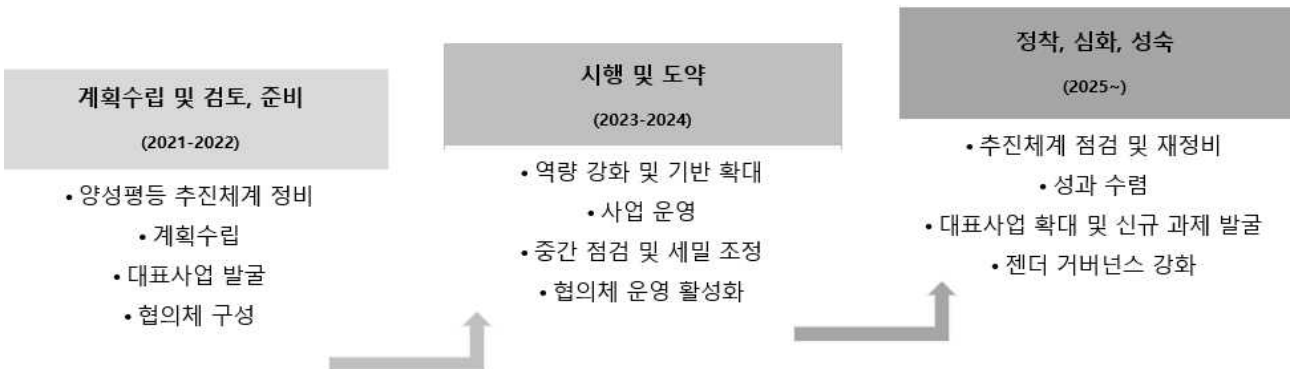 계획수립 및 검토, 준비
(2021-2022)
• 양성평등 추진체계 정비
• 계획수립
• 대표사업 발굴
• 협의체 구성
시행 및 도약
(2023-2024)
• 역량 강화 및 기반 확대
• 사업 운영
• 중간 점검 및 세밀 조정
• 협의체 운영 활성화
정착, 심화, 성숙
(2025~)
• 추진체계 점검 및 재정비
• 성과 수렴
• 대표사업 확대 및 신규 과제 발굴
• 젠더 거버넌스 강화